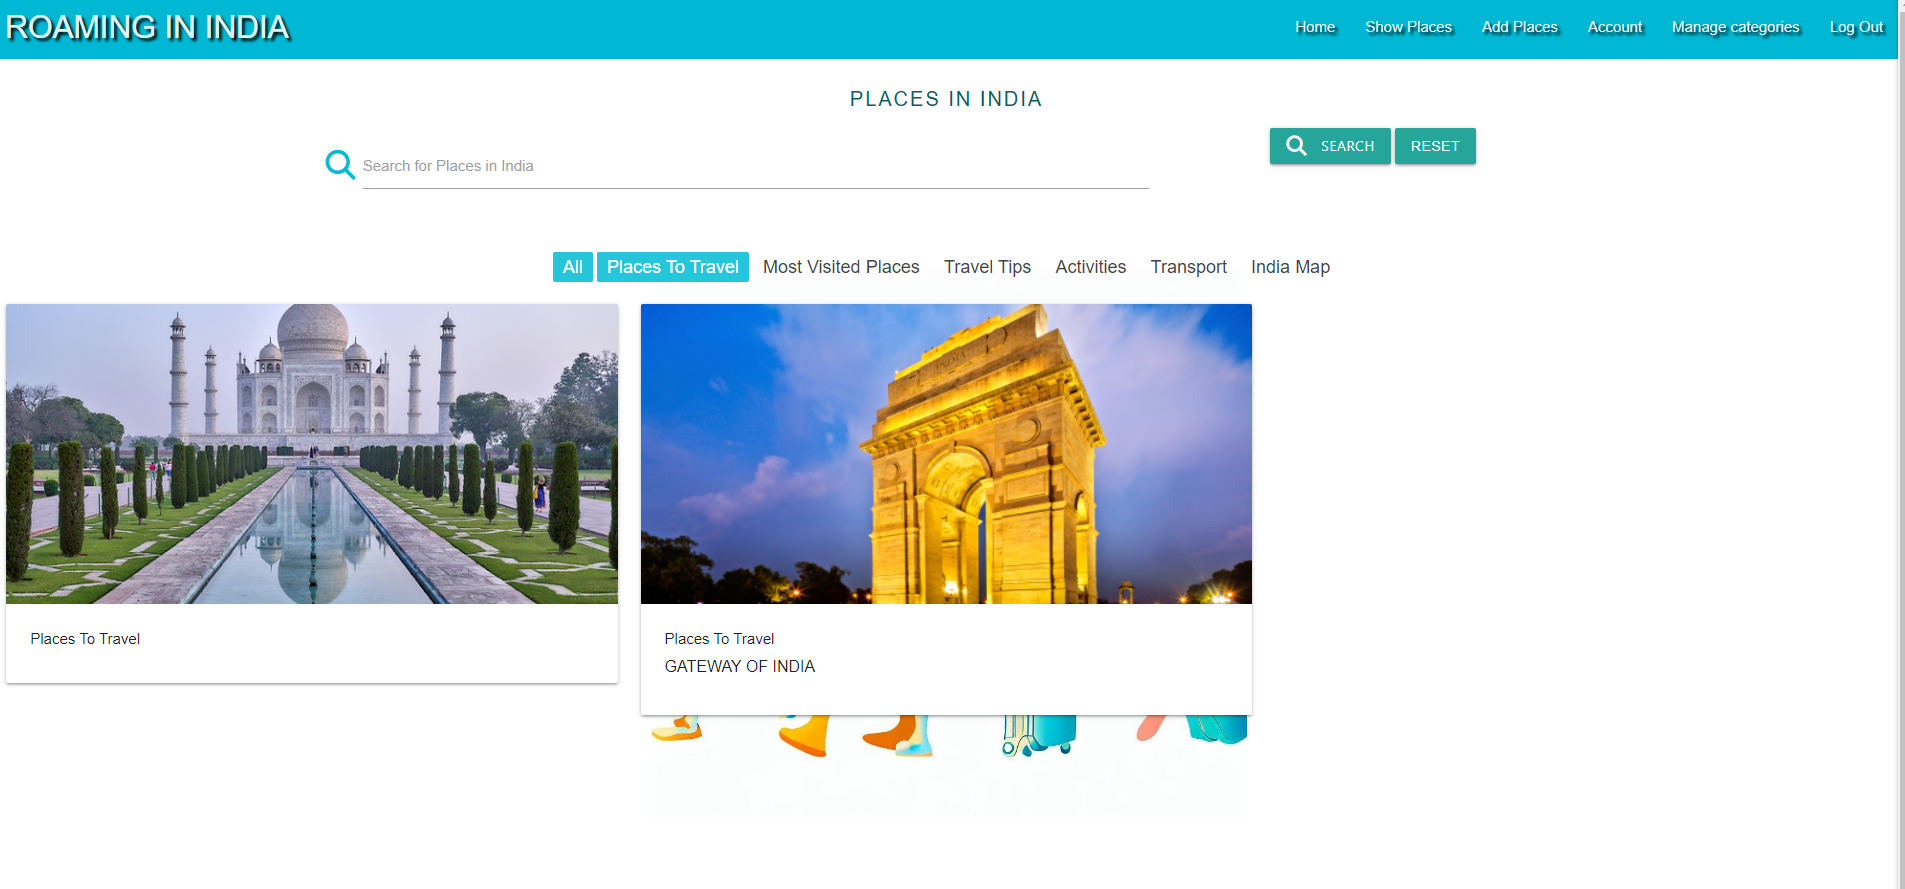 ROAMING IN INDIA
Home Show Places Add Places Account Manage categories Log Out
PLACES IN INDIA
Search for Places in India
SEARCH RESET
All Places To Travel Most Visited Places Travel Tips Activities Transport India Map
INDIA
Places To Travel
Places To Travel
GATEWAY OF INDIA